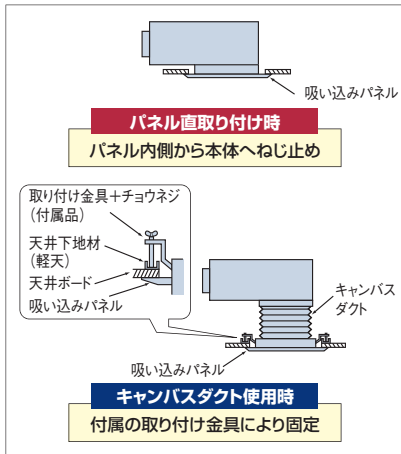 吸い込みパネル
パネル直取り付け時
パネル内側から本体へねじ止め
取り付け金具＋チョウネジ
（付属品）
天井下地材
（軽天）
天井ボード
吸い込みパネル
キャンバス
ダクト
吸い込みパネル
キャンバスダクト使用時
付属の取り付け金具により固定